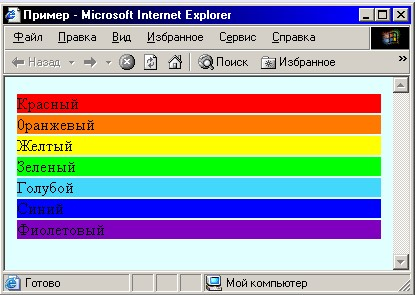 Пример - Microsoft Internet Explorer
Файл Правка Вид Избранное Сервис Справка
Назад Поиск Избранное »
Красный
Оранжевый
Желтый
Зеленый
Голубой
Синий
Фиолетовый
Готово Мой компьютер